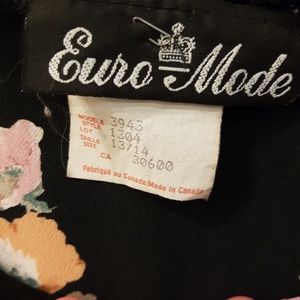 Euro Mode
MODELE STYLE 3943
LOT 1304
TAILLE SIZE 13/14
CA 30600
Fabriqué au Canada/Made in Canada